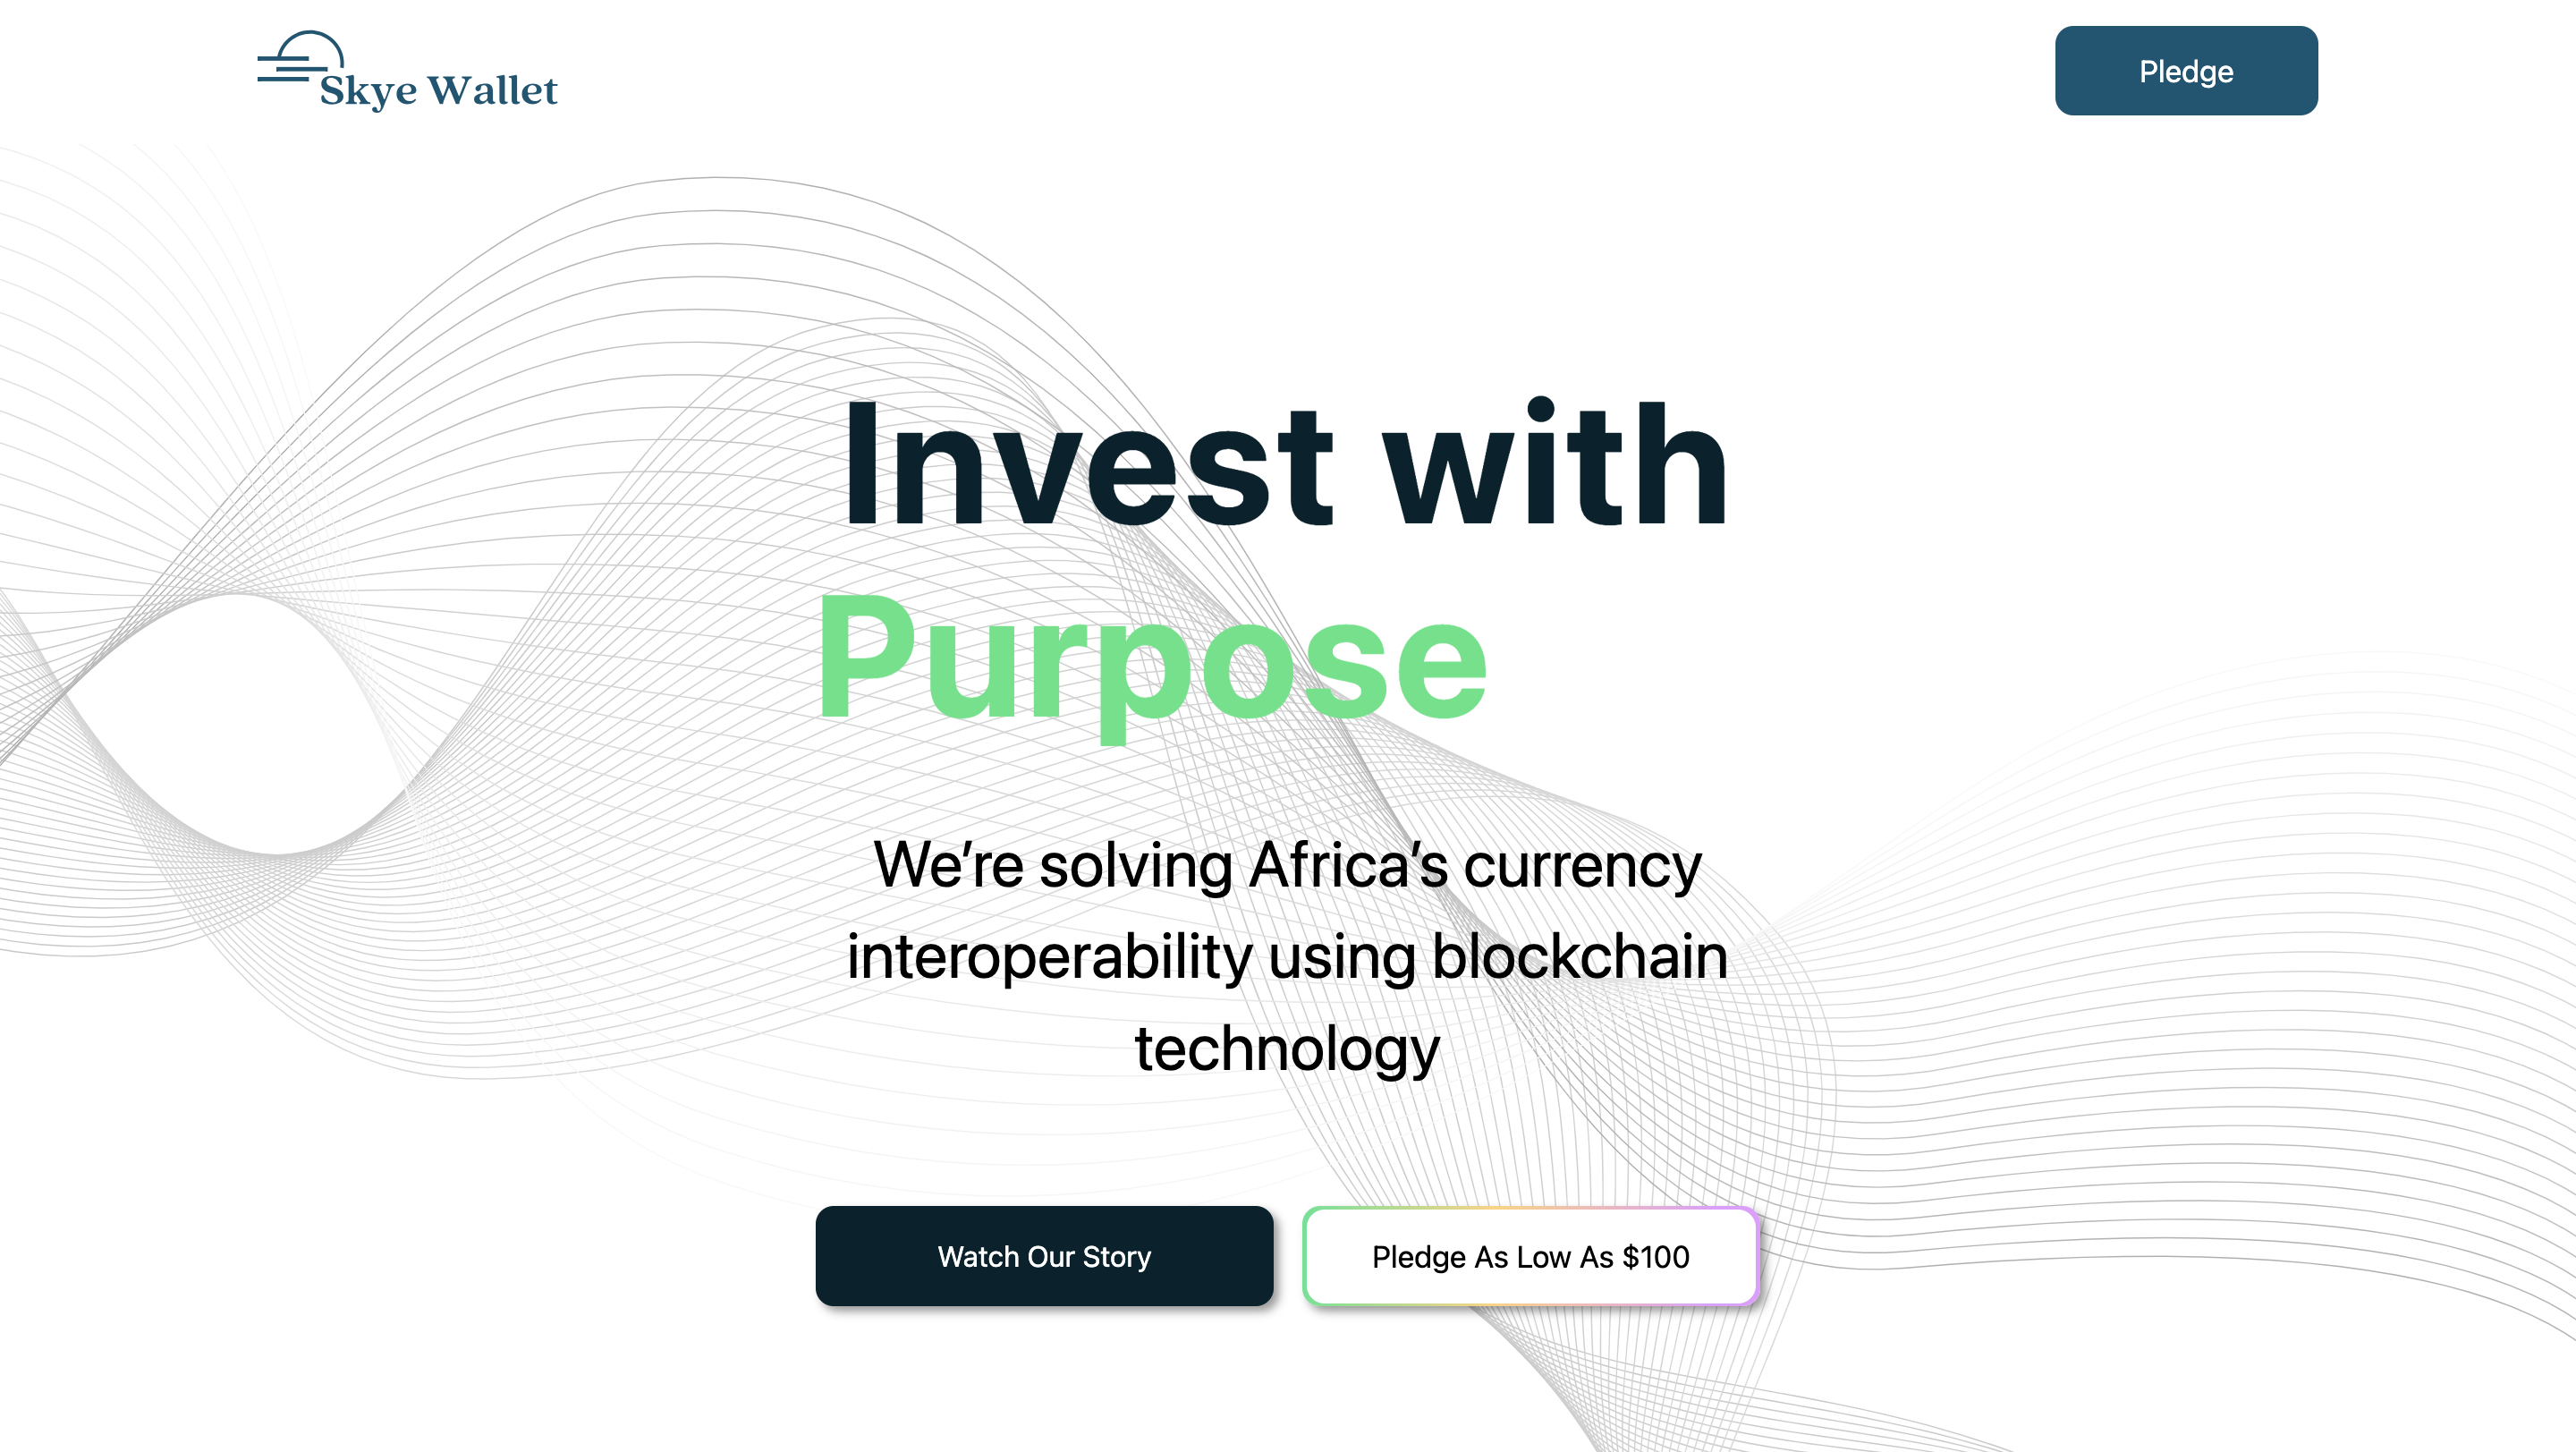 Skye Wallet
Pledge
Invest with
Purpose
We’re solving Africa’s currency
interoperability using blockchain
technology
Watch Our Story
Pledge As Low As $100